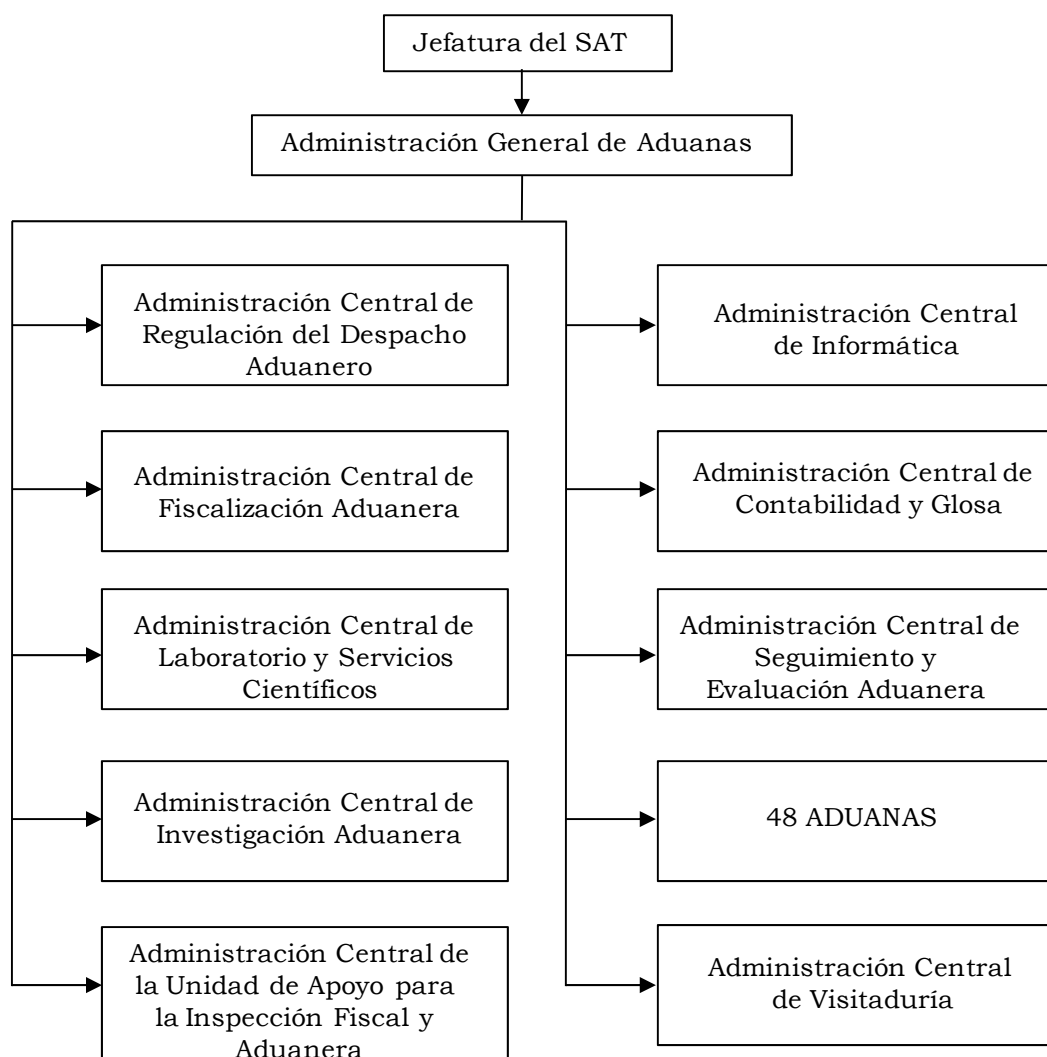 Jefatura del SAT
Administración General de Aduanas
Administración Central de
Regulación del Despacho
Aduanero
Administración Central
de Informática
Administración Central de
Fiscalización Aduanera
Administración Central de
Contabilidad y Glosa
Administración Central de
Laboratorio y Servicios
Científicos
Administración Central de
Seguimiento y
Evaluación Aduanera
Administración Central de
Investigación Aduanera
48 ADUANAS
Administración Central de
la Unidad de Apoyo para
la Inspección Fiscal y
Aduanera
Administración Central
de Visitaduría